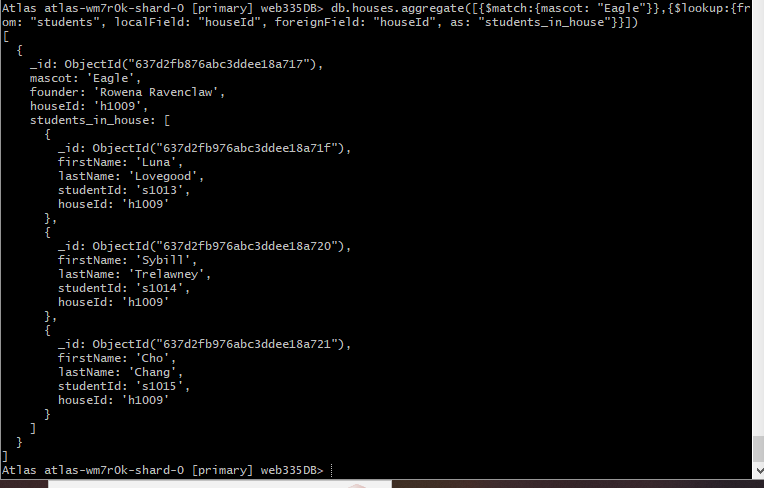 Atlas atlas-wm7r0k-shard-0 [primary] web335DB> db.houses.aggregate([{$match:{mascot: "Eagle"}},{$lookup:{fr
om: "students", localField: "houseId", foreignField: "houseId", as: "students_in_house"}}])
[
  {
    _id: ObjectId("637d2fb876abc3ddee18a717"),
    mascot: 'Eagle',
    founder: 'Rowena Ravenclaw',
    houseId: 'h1009',
    students_in_house: [
      {
        _id: ObjectId("637d2fb976abc3ddee18a71f"),
        firstName: 'Luna',
        lastName: 'Lovegood',
        studentId: 's1013',
        houseId: 'h1009'
      },
      {
        _id: ObjectId("637d2fb976abc3ddee18a720"),
        firstName: 'Sybill',
        lastName: 'Trelawney',
        studentId: 's1014',
        houseId: 'h1009'
      },
      {
        _id: ObjectId("637d2fb976abc3ddee18a721"),
        firstName: 'Cho',
        lastName: 'Chang',
        studentId: 's1015',
        houseId: 'h1009'
      }
    ]
  }
]
Atlas atlas-wm7r0k-shard-0 [primary] web335DB>